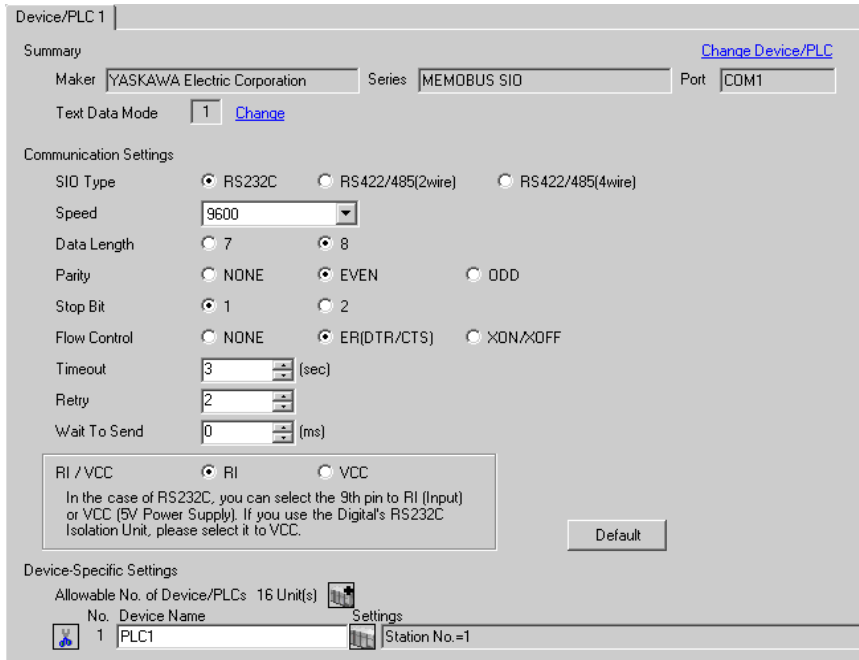 Device/PLC 1
Summary Change Device/PLC
Maker YASKAWA Electric Corporation Series MEMOBUS SIO Port COM1
Text Data Mode 1 Change
Communication Settings
SIO Type RS232C RS422/485(2wire) RS422/485(4wire)
Speed 9600
Data Length 7 8
Parity NONE EVEN ODD
Stop Bit 1 2
Flow Control NONE ER(DTR/CTS) XON/XOFF
Timeout 3 (sec)
Retry 2
Wait To Send 0 (ms)
RI / VCC RI VCC
In the case of RS232C, you can select the 9th pin to RI (Input)
or VCC (5V Power Supply). If you use the Digital's RS232C
Isolation Unit, please select it to VCC.
Default
Device-Specific Settings
Allowable No. of Device/PLCs 16 Unit(s)
No. Device Name Settings
1 PLC1 Station No.=1